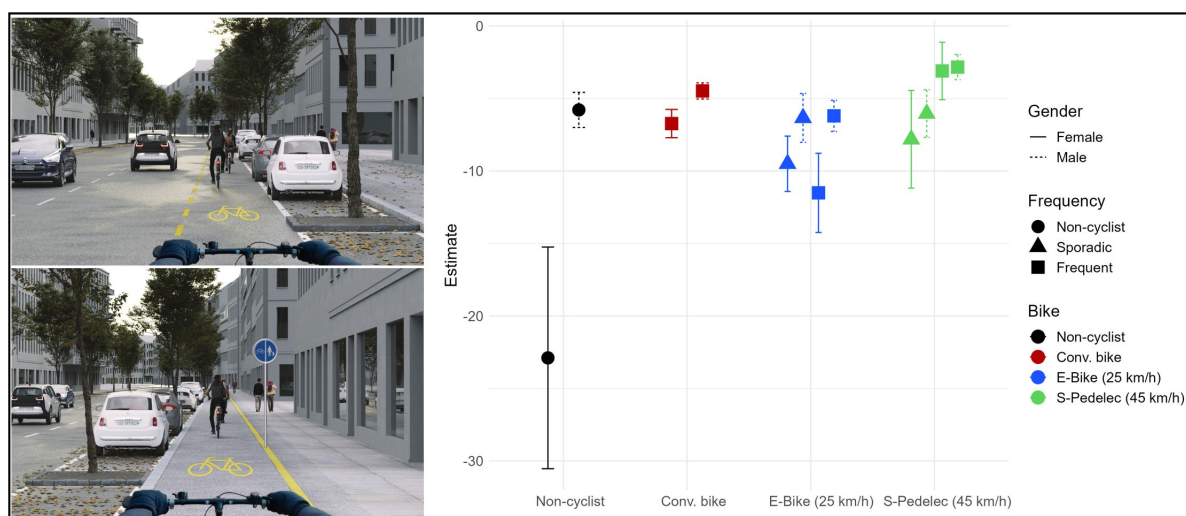 0
-10
-20
-30
Estimate
Non-cyclist
Conv. bike
E-Bike (25 km/h)
S-Pedelec (45 km/h)
Gender
Female
Male
Frequency
Non-cyclist
Sporadic
Frequent
Bike
Non-cyclist
Conv. bike
E-Bike (25 km/h)
S-Pedelec (45 km/h)